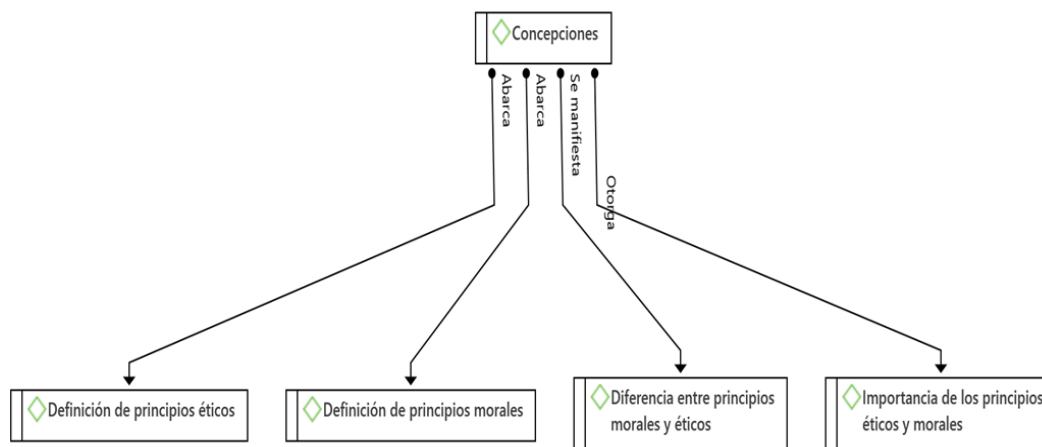 Concepciones
Abarca
Abarca
Se manifiesta
Otorga
Definición de principios éticos
Definición de principios morales
Diferencia entre principios
morales y éticos
Importancia de los principios
éticos y morales